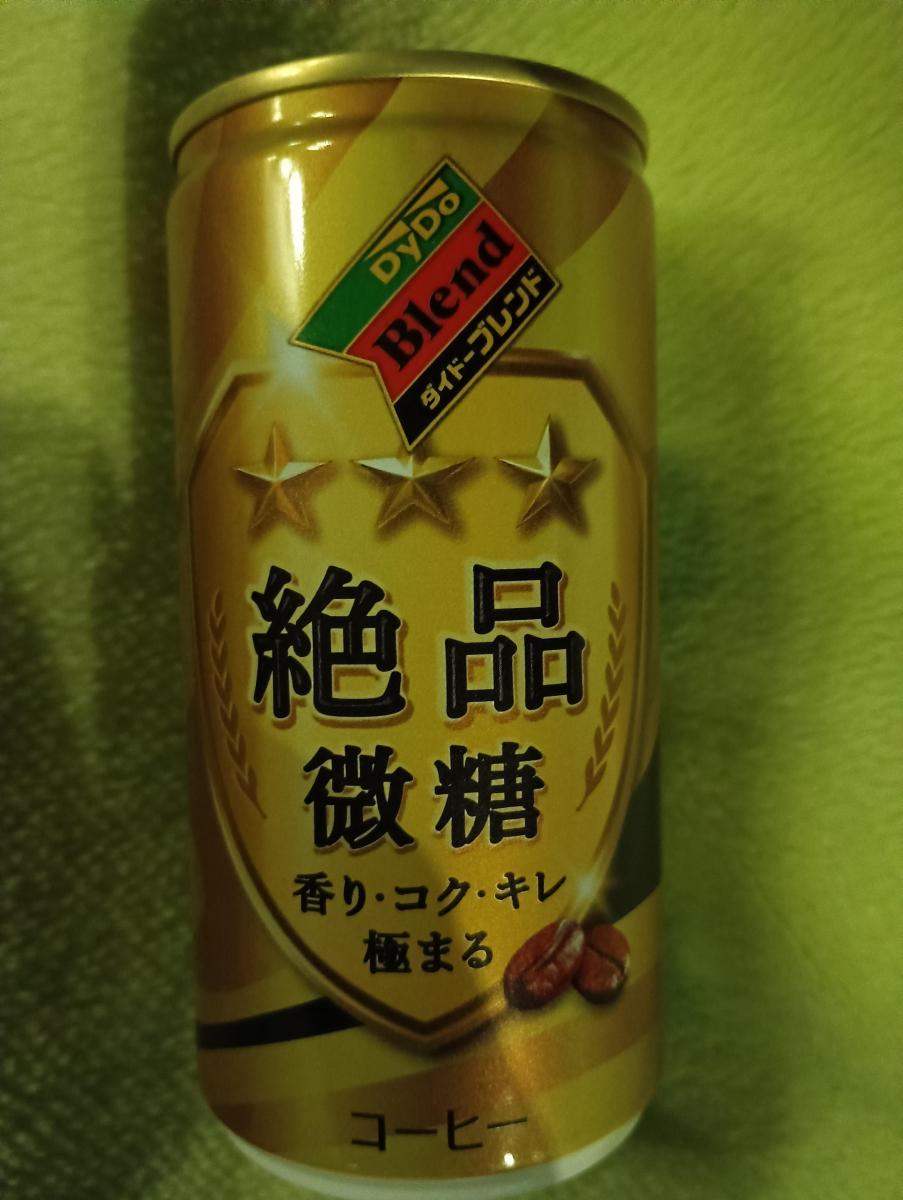 DyDo
Blend
ダイドーブレンド
絶品
微糖
香り・コク・キレ
極まる
コーヒー